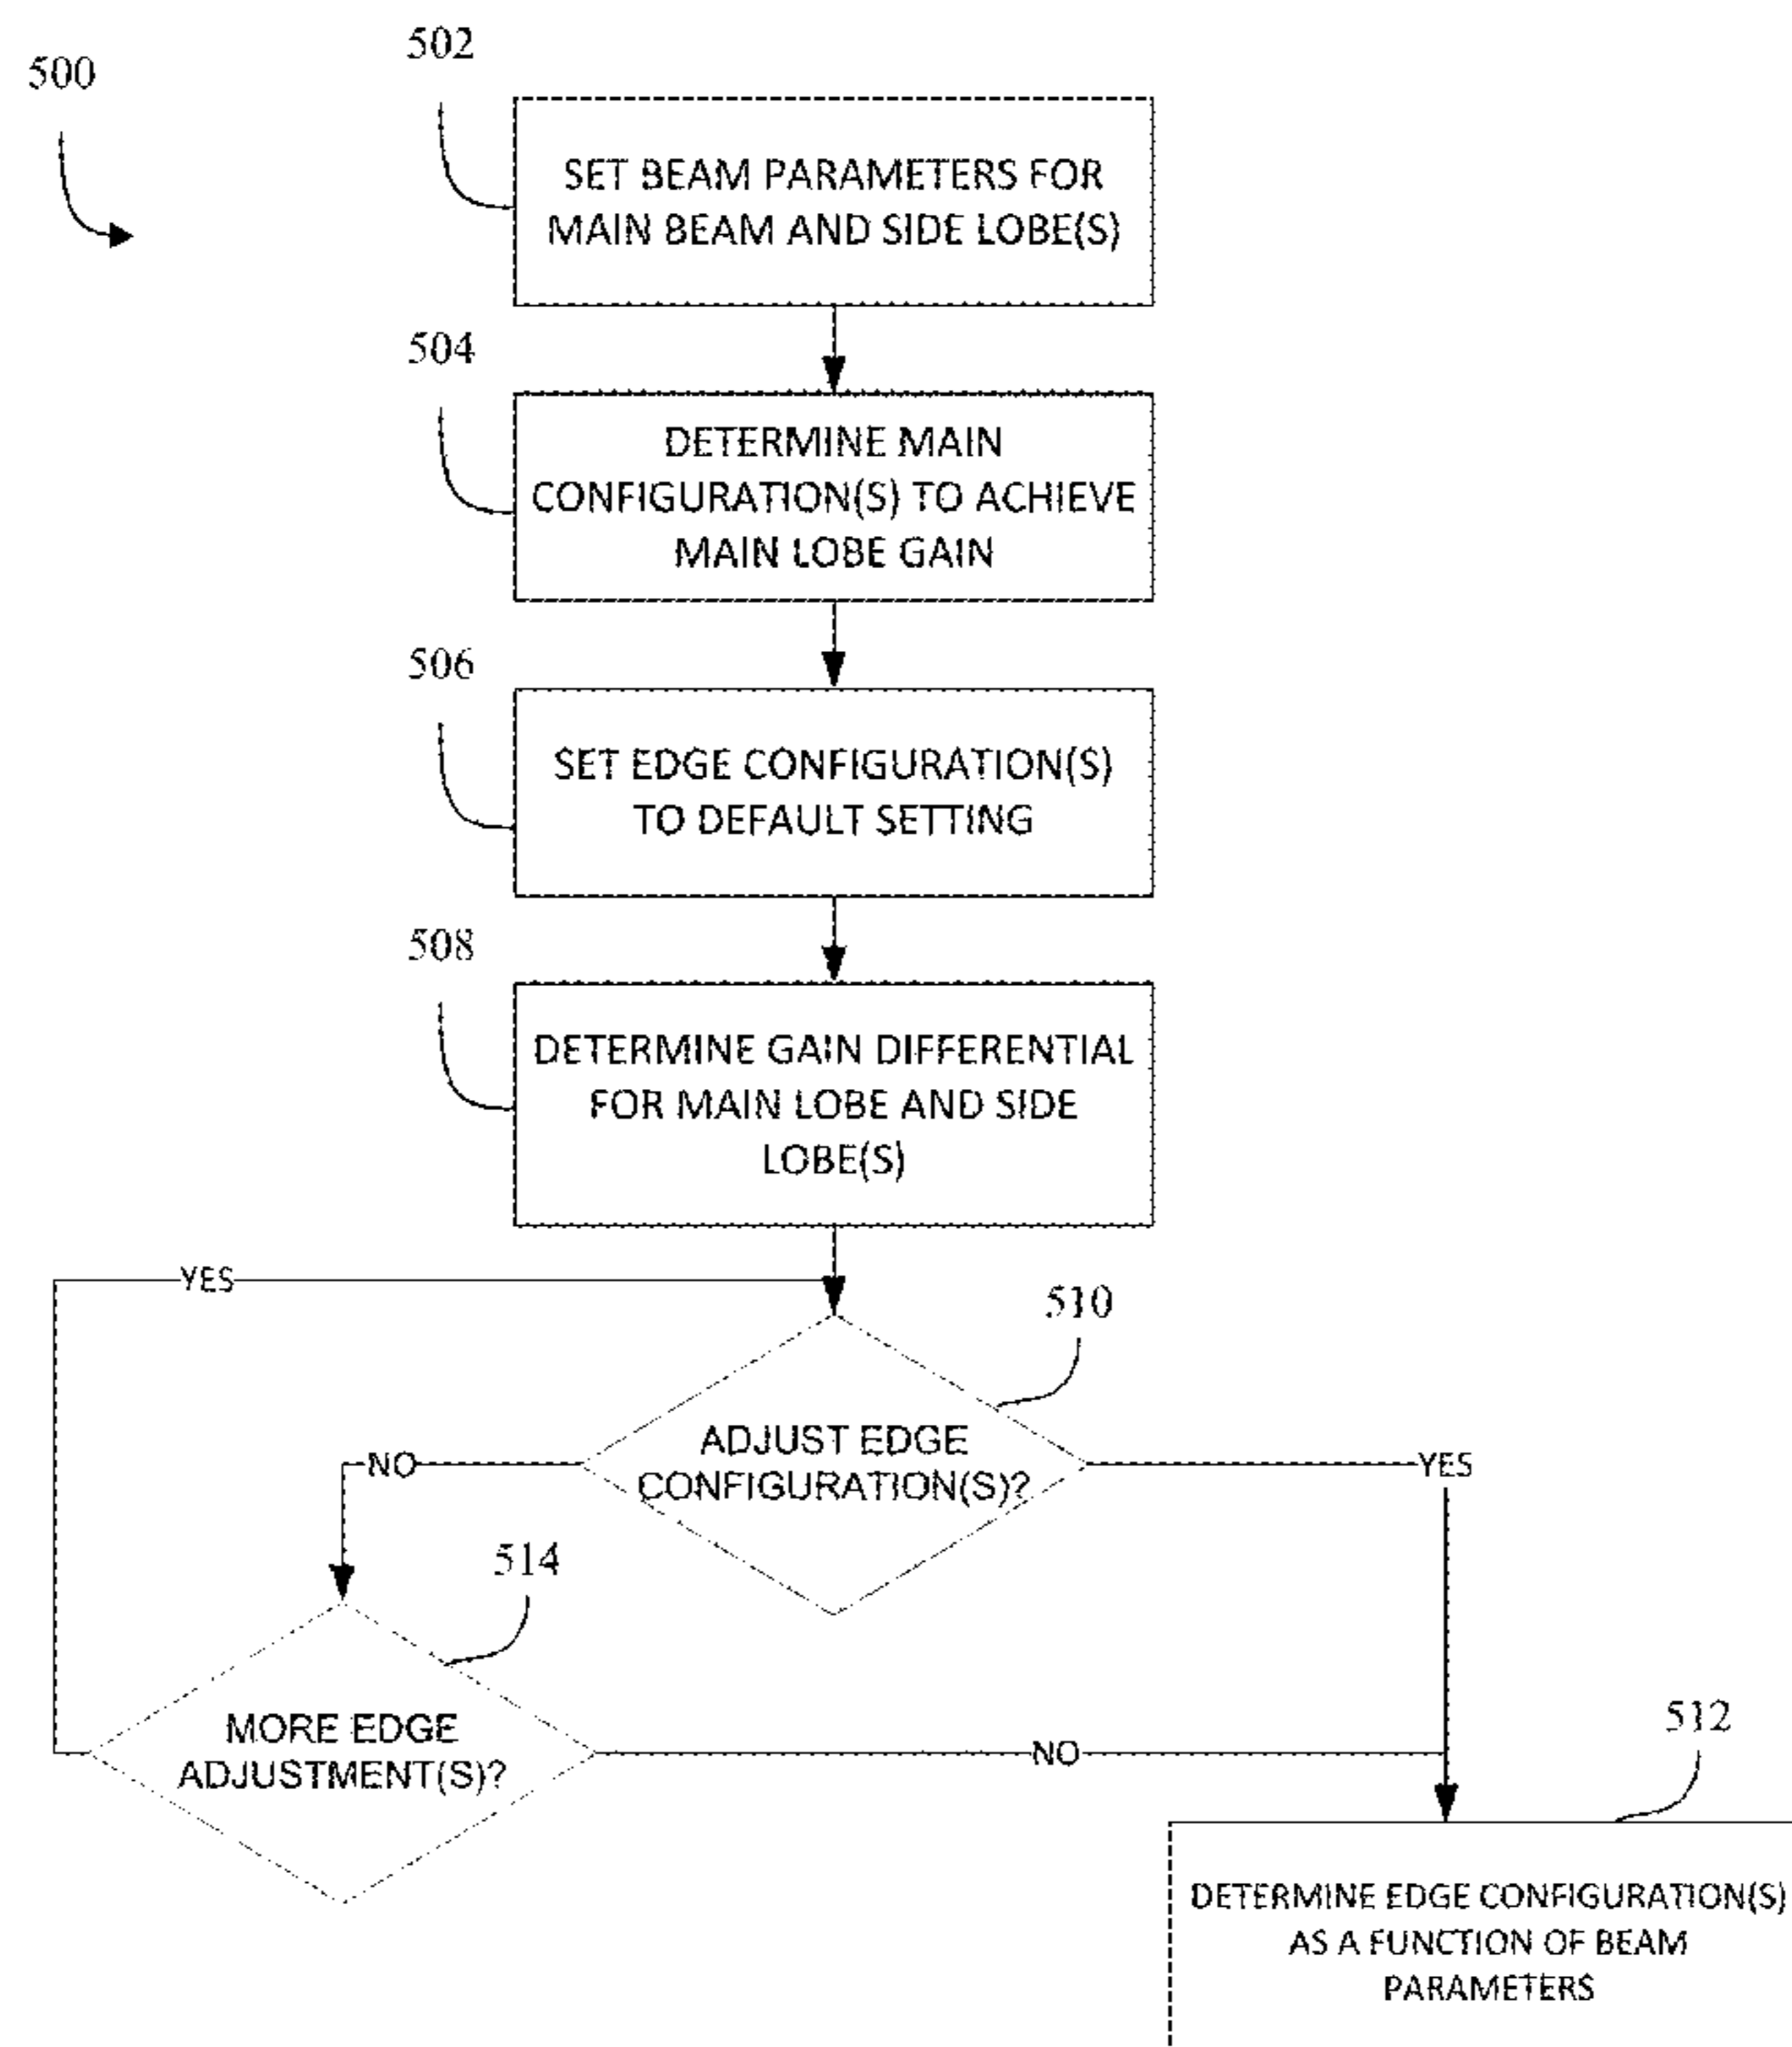 502
500
SET BEAM PARAMETERS FOR
MAIN BEAM AND SIDE LOBE(S)
504
DETERMINE MAIN
CONFIGURATION(S) TO ACHIEVE
MAIN LOBE GAIN
506
SET EDGE CONFIGURATION(S)
TO DEFAULT SETTING
508
DETERMINE GAIN DIFFERENTIAL
FOR MAIN LOBE AND SIDE
LOBE(S)
YES
510
ADJUST EDGE
CONFIGURATION(S)?
NO
YES
514
MORE EDGE
ADJUSTMENT(S)?
NO
512
DETERMINE EDGE CONFIGURATION(S)
AS A FUNCTION OF BEAM
PARAMETERS